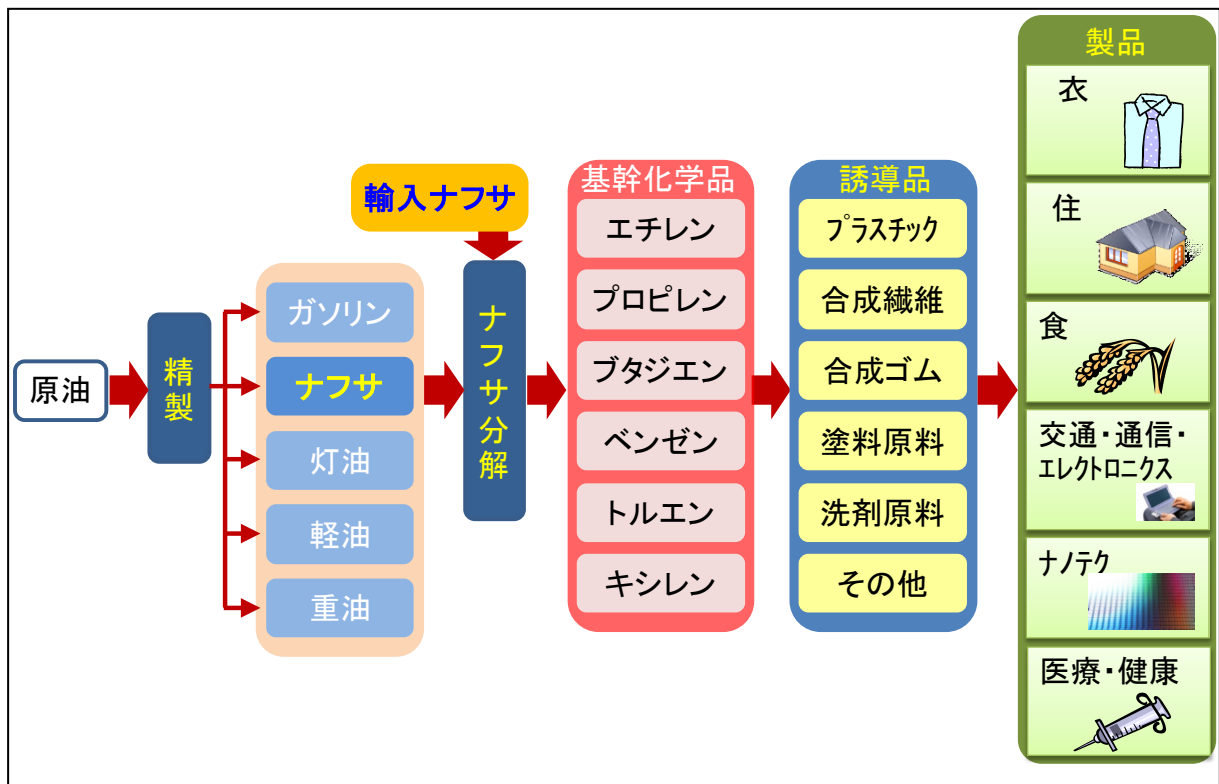 原油
精製
ガソリン
ナフサ
灯油
軽油
重油
輸入ナフサ
ナフサ分解
基幹化学品
エチレン
プロピレン
ブタジエン
ベンゼン
トルエン
キシレン
誘導品
プラスチック
合成繊維
合成ゴム
塗料原料
洗剤原料
その他
製品
衣
住
食
交通・通信・
エレクトロニクス
ナノテク
医療・健康